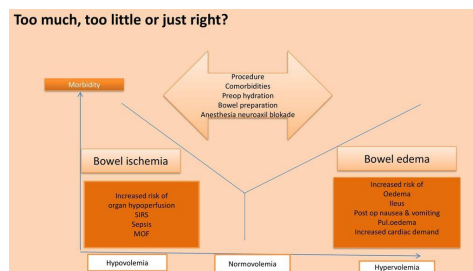 Too much, too little or just right?
Procedure
Comorbidities
Preop hydration
Bowel preparation
Anesthesia neuroaxil blokade
Morbidity
Bowel ischemia
Bowel edema
Increased risk of
organ hypoperfusion
SIRS
Sepsis
MOF
Increased risk of
Oedema
Ileus
Post op nausea & vomiting
Pul.oedema
Increased cardiac demand
Hypovolemia
Normovolemia
Hypervolemia